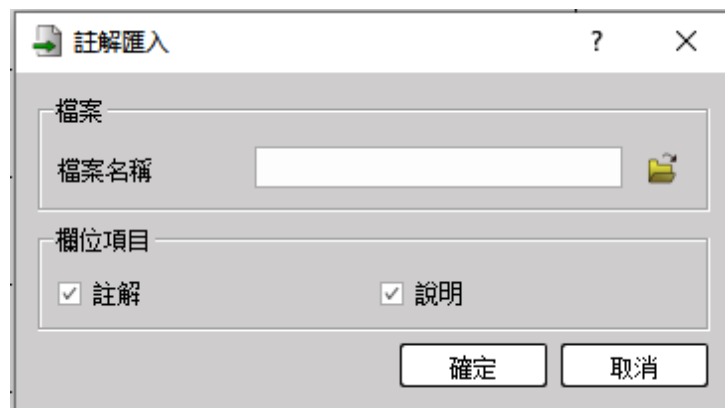 註解匯入
檔案
檔案名稱
欄位項目
註解 說明
確定 取消